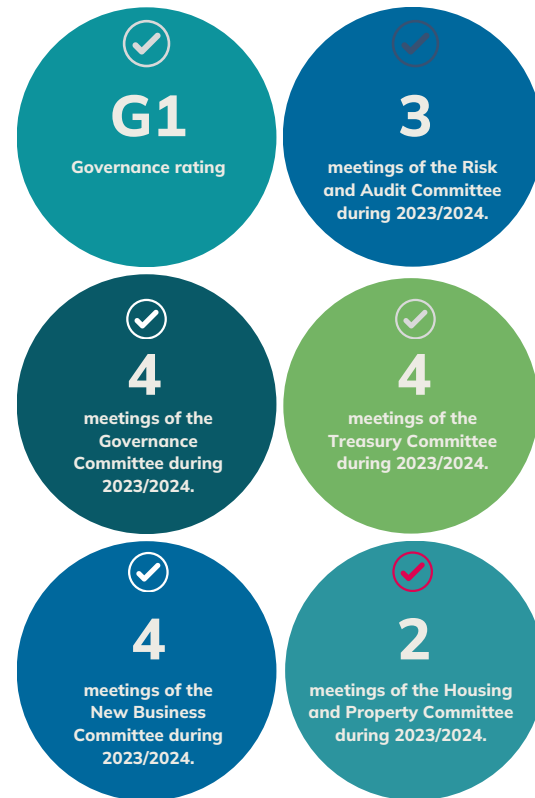 G1
Governance rating
3
meetings of the Risk
and Audit Committee
during 2023/2024.
4
meetings of the
Governance
Committee during
2023/2024.
4
meetings of the
Treasury Committee
during 2023/2024.
4
meetings of the
New Business
Committee during
2023/2024.
2
meetings of the Housing
and Property Committee
during 2023/2024.